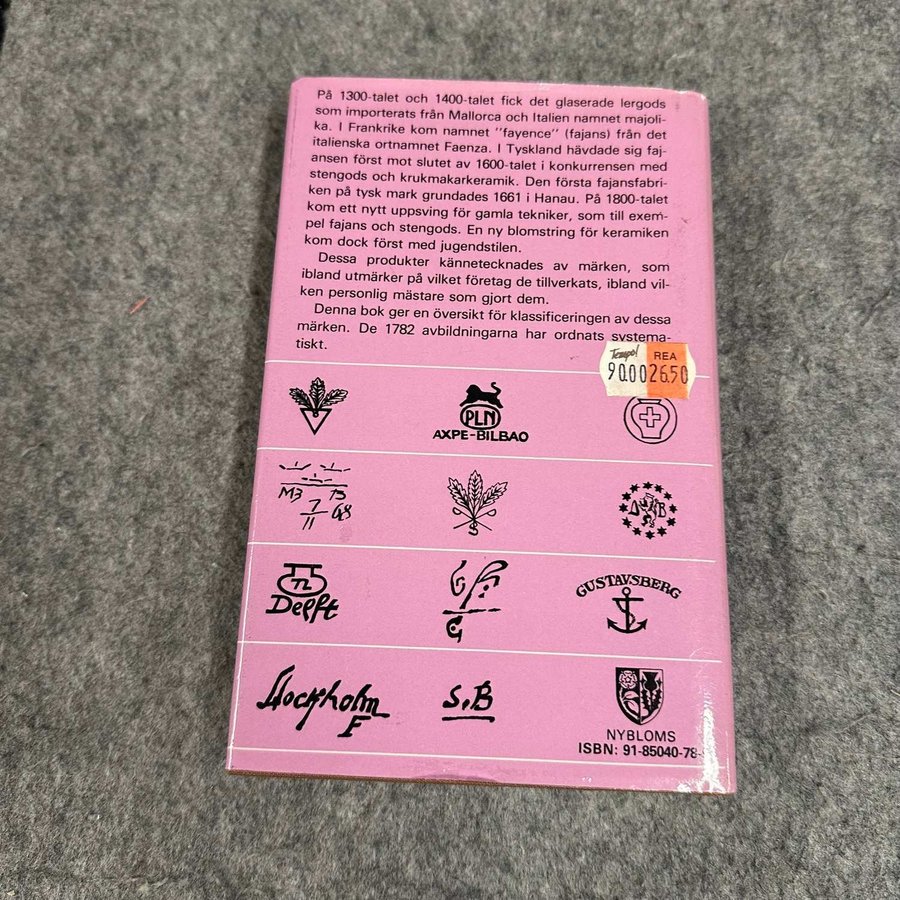 På 1300-talet och 1400-talet fick det glaserade lergods
som importerats från Mallorca och Italien namnet majoli-
ka. I Frankrike kom namnet "fayence" (fajans) från det
italienska ortnamnet Faenza. I Tyskland hävdade sig faj-
ansen först mot slutet av 1600-talet i konkurrensen med
stengods och krukmakarkeramik. Den första fajansfabri-
ken på tysk mark grundades 1661 i Hanau. På 1800-talet
kom ett nytt uppsving för gamla tekniker, som till exem-
pel fajans och stengods. En ny blomstring för keramiken
kom dock först med jugendstilen.
Dessa produkter kännetecknades av märken, som
ibland utmärker på vilket företag de tillverkats, ibland vil-
ken personlig mästare som gjort dem.
Denna bok ger en översikt för klassificeringen av dessa
märken. De 1782 avbildningarna har ordnats systema-
tiskt.
Tempo! REA
90.00 26.50
PLN
AXPE-BILBAO
M3 B
7 G8
11
S
B
n
Delft
GUSTAVSBERG
Stockholm
F
S.B
NYBLOMS
ISBN: 91-85040-78-